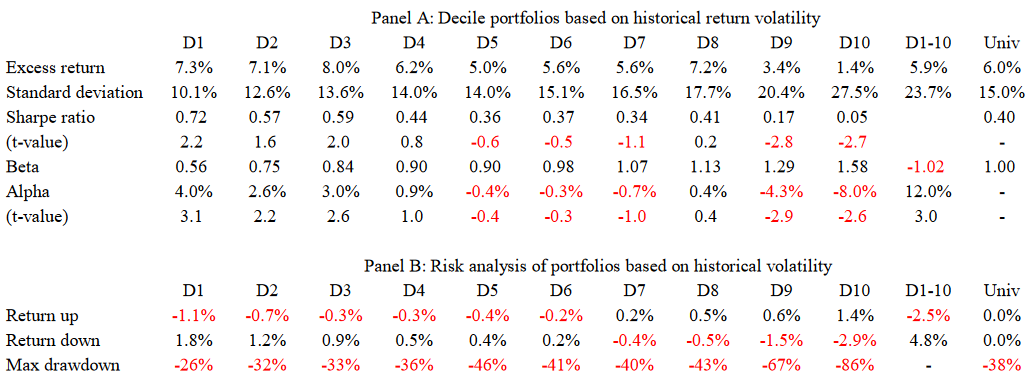 Panel A: Decile portfolios based on historical return volatility
D1 D2 D3 D4 D5 D6 D7 D8 D9 D10 D1-10 Univ
Excess return 7.3% 7.1% 8.0% 6.2% 5.0% 5.6% 5.6% 7.2% 3.4% 1.4% 5.9% 6.0%
Standard deviation 10.1% 12.6% 13.6% 14.0% 14.0% 15.1% 16.5% 17.7% 20.4% 27.5% 23.7% 15.0%
Sharpe ratio 0.72 0.57 0.59 0.44 0.36 0.37 0.34 0.41 0.17 0.05 0.40
(t-value) 2.2 1.6 2.0 0.8 -0.6 -0.5 -1.1 0.2 -2.8 -2.7 -
Beta 0.56 0.75 0.84 0.90 0.90 0.98 1.07 1.13 1.29 1.58 -1.02 1.00
Alpha 4.0% 2.6% 3.0% 0.9% -0.4% -0.3% -0.7% 0.4% -4.3% -8.0% 12.0% -
(t-value) 3.1 2.2 2.6 1.0 -0.4 -0.3 -1.0 0.4 -2.9 -2.6 3.0 -
Panel B: Risk analysis of portfolios based on historical volatility
D1 D2 D3 D4 D5 D6 D7 D8 D9 D10 D1-10 Univ
Return up -1.1% -0.7% -0.3% -0.3% -0.4% -0.2% 0.2% 0.5% 0.6% 1.4% -2.5% 0.0%
Return down 1.8% 1.2% 0.9% 0.5% 0.4% 0.2% -0.4% -0.5% -1.5% -2.9% 4.8% 0.0%
Max drawdown -26% -32% -33% -36% -46% -41% -40% -43% -67% -86% - -38%